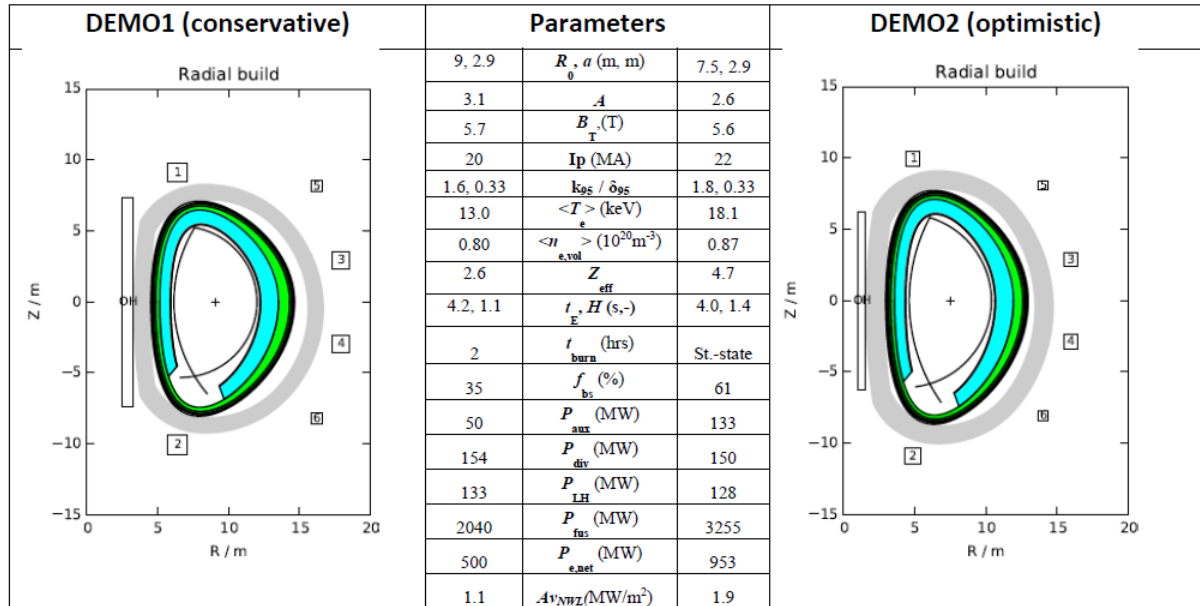 DEMO1 (conservative) Parameters DEMO2 (optimistic)
Radial build
15
10
5
0
−5
−10
−15
Z / m
0 5 10 15 20
R / m
OH
1
2
3
4
5
6
9, 2.9 R0, a (m, m) 7.5, 2.9
3.1 A 2.6
5.7 BT,(T) 5.6
20 Ip (MA) 22
1.6, 0.33 k95 / δ95 1.8, 0.33
13.0 <Te> (keV) 18.1
0.80 <ne,vol> (10^20m^-3) 0.87
2.6 Zeff 4.7
4.2, 1.1 tE, H (s,-) 4.0, 1.4
2 tburn (hrs) St.-state
35 fbs (%) 61
50 Paux (MW) 133
154 Pdiv (MW) 150
133 PLH (MW) 128
2040 Pfus (MW) 3255
500 Pe,net (MW) 953
1.1 AvNWL(MW/m²) 1.9
Radial build
15
10
5
0
−5
−10
−15
Z / m
0 5 10 15 20
R / m
OH
1
2
3
4
5
6